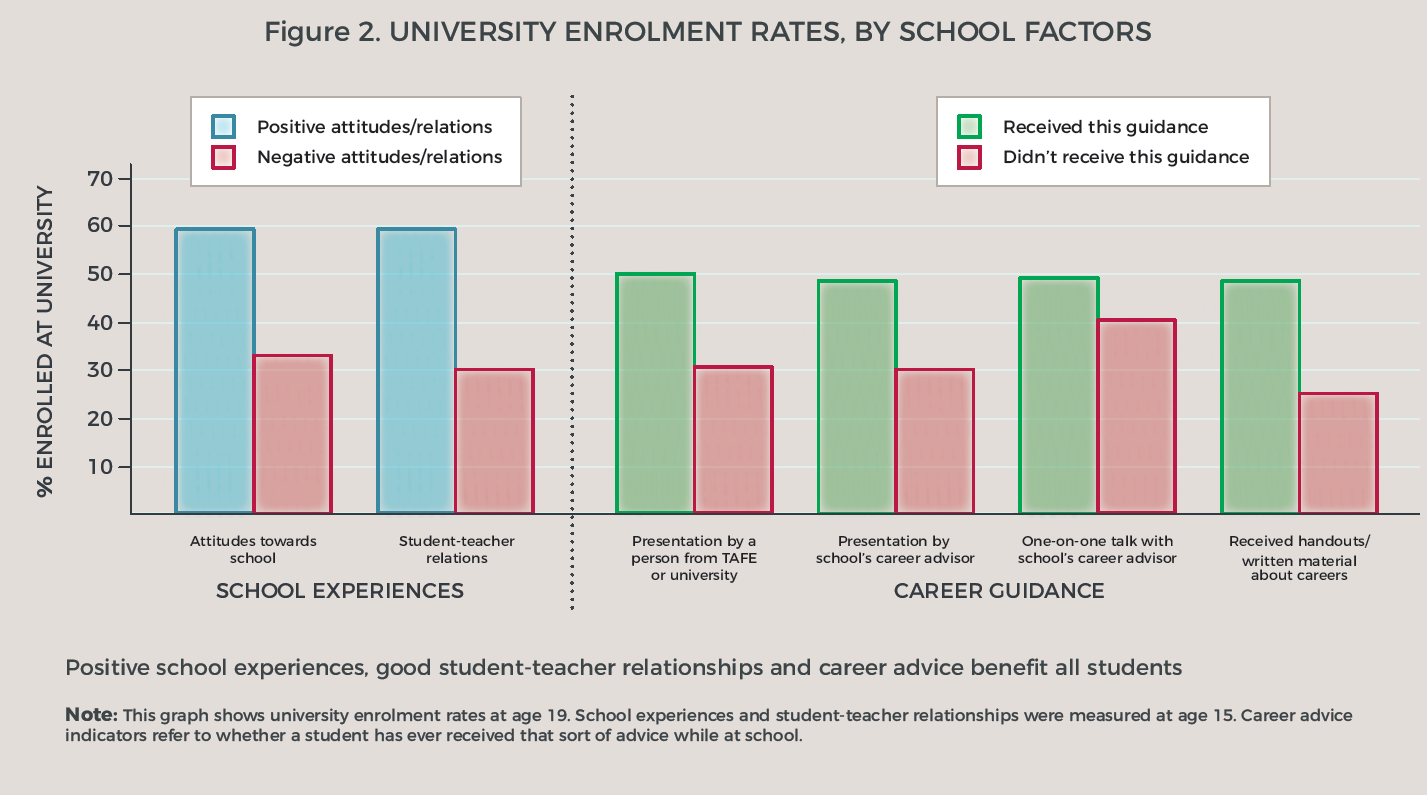 Figure 2. UNIVERSITY ENROLMENT RATES, BY SCHOOL FACTORS
Positive attitudes/relations
Negative attitudes/relations
Received this guidance
Didn't receive this guidance
% ENROLLED AT UNIVERSITY
70
60
50
40
30
20
10
Attitudes towards
school
Student-teacher
relations
SCHOOL EXPERIENCES
Presentation by a
person from TAFE
or university
Presentation by
school's career advisor
One-on-one talk with
school's career advisor
Received handouts/
written material
about careers
CAREER GUIDANCE
Positive school experiences, good student-teacher relationships and career advice benefit all students
Note: This graph shows university enrolment rates at age 19. School experiences and student-teacher relationships were measured at age 15. Career advice
indicators refer to whether a student has ever received that sort of advice while at school.